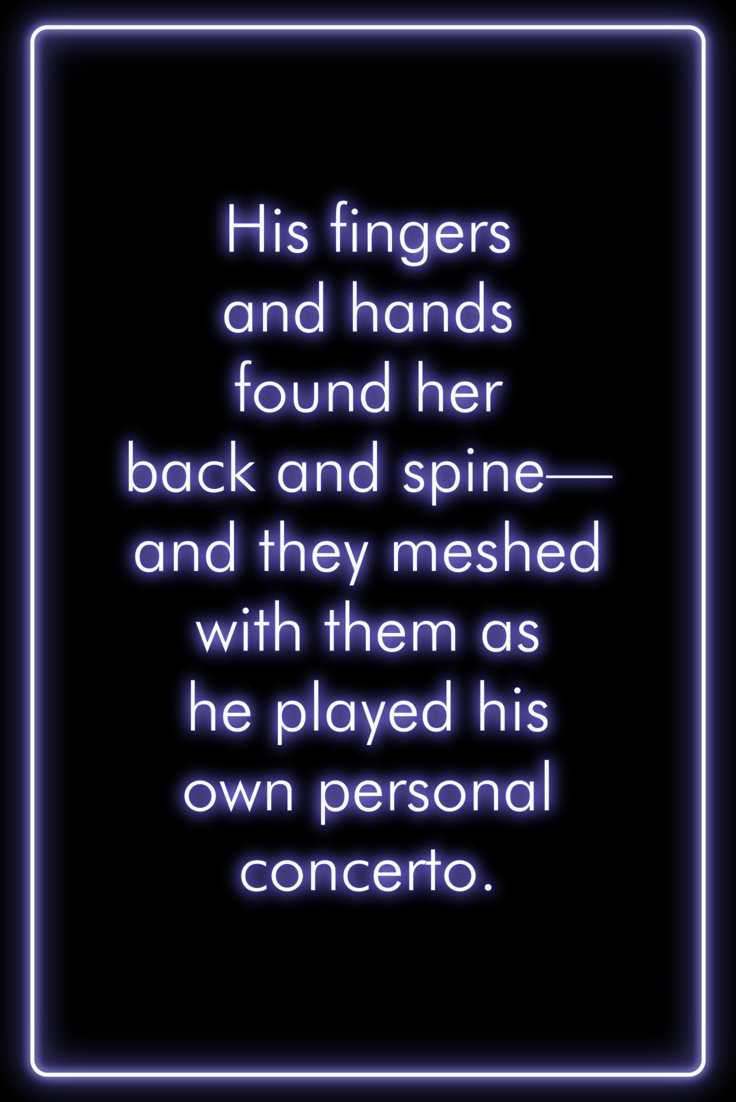 His fingers
and hands
found her
back and spine—
and they meshed
with them as
he played his
own personal
concerto.